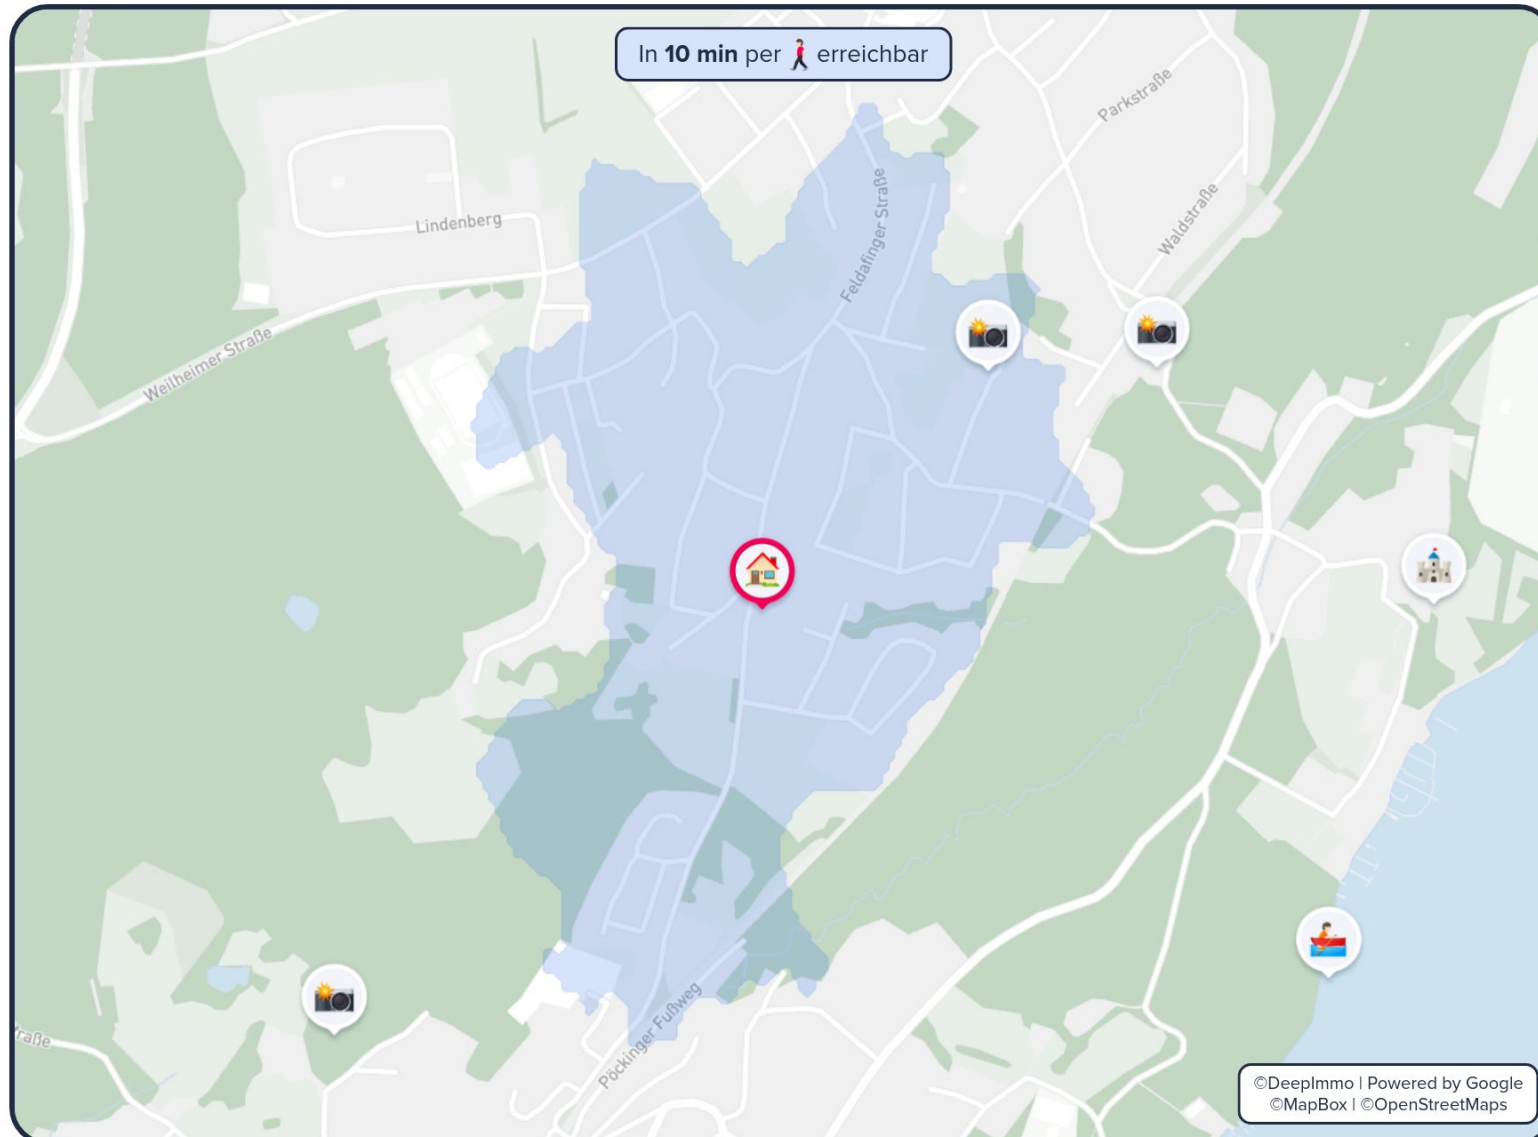 In 10 min per erreichbar
Parkstraße
Lindenberg
Feldafinger Straße
Waldstraße
Weilheimer Straße
Pöckinger Fußweg
traße
©DeepImmo | Powered by Google
©MapBox | ©OpenStreetMaps